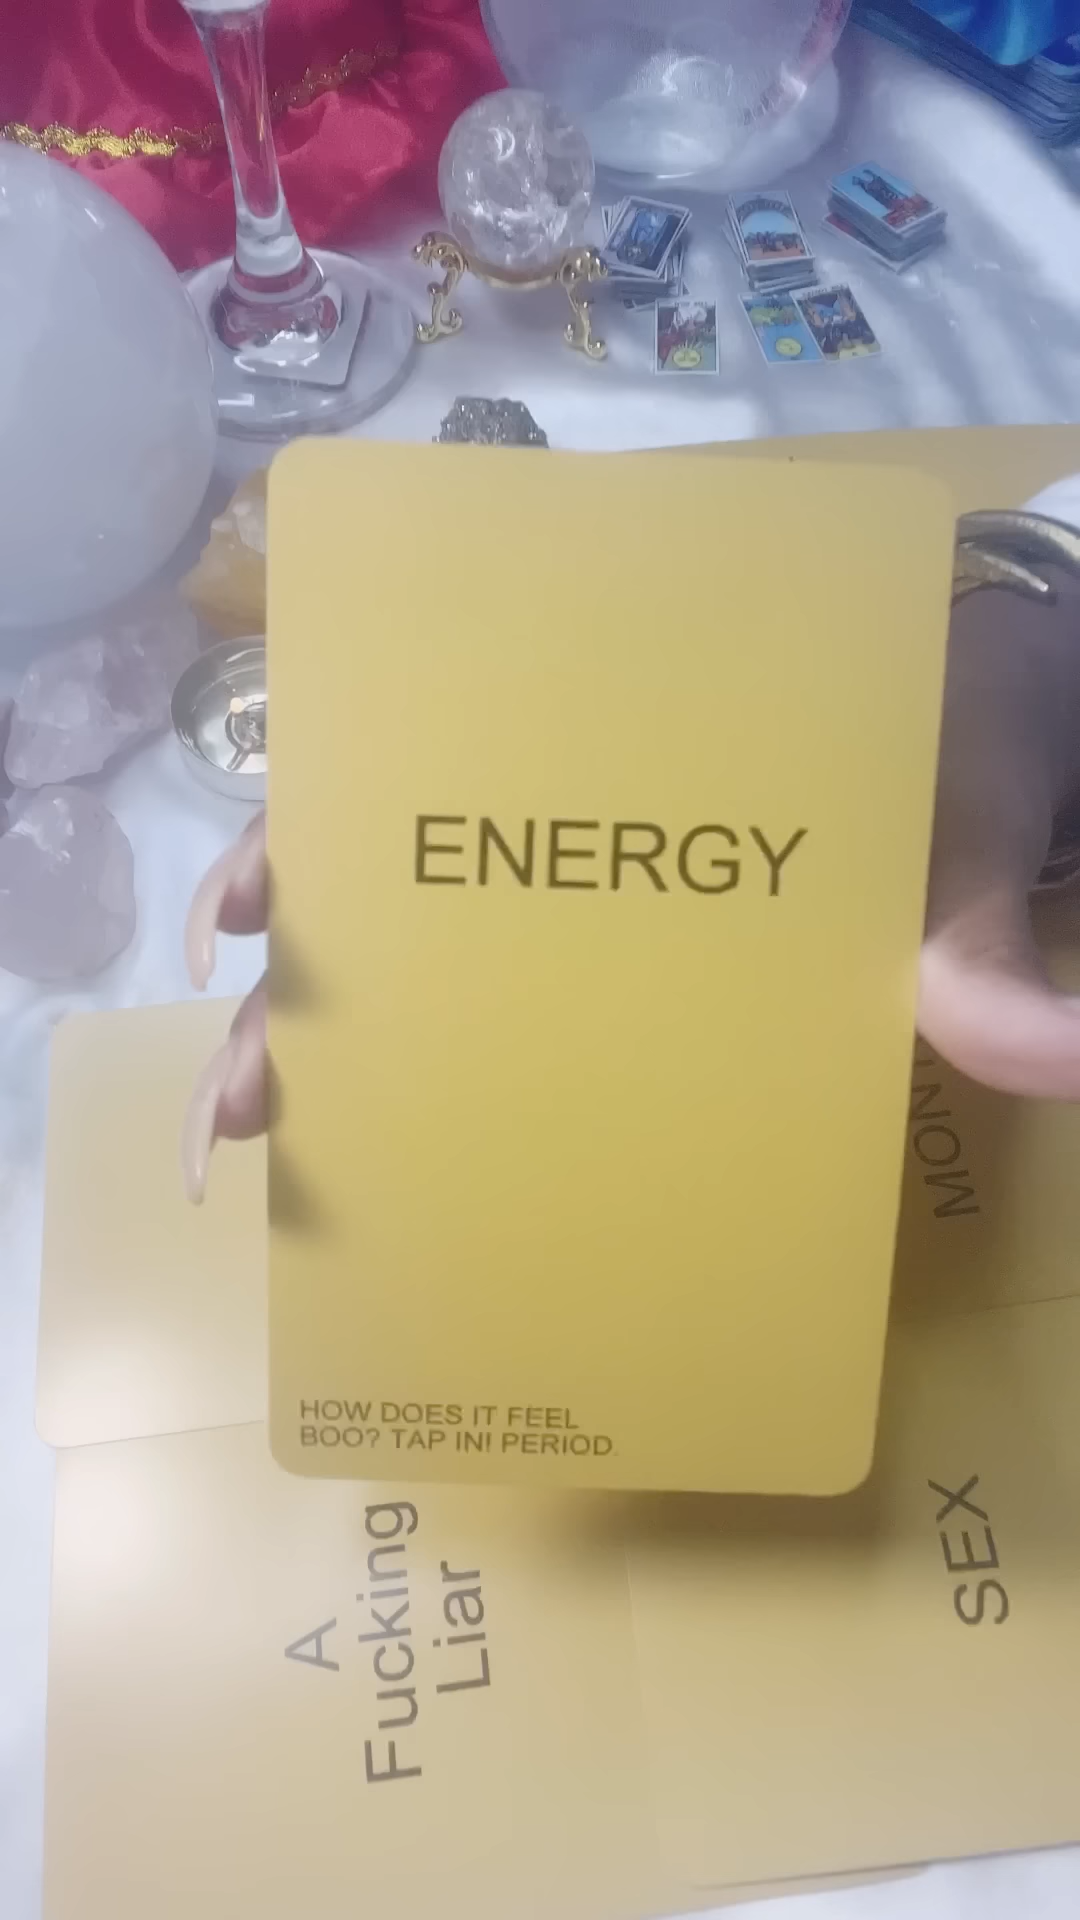 ENERGY
HOW DOES IT FEEL
BOO? TAP IN! PERIOD.
A
Fucking
Liar
SEX